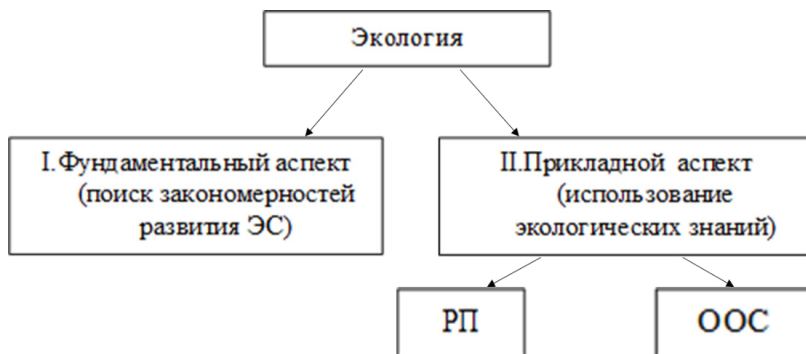 Экология
I.Фундаментальный аспект
(поиск закономерностей
развития ЭС)
II.Прикладной аспект
(использование
экологических знаний)
РП
ООС